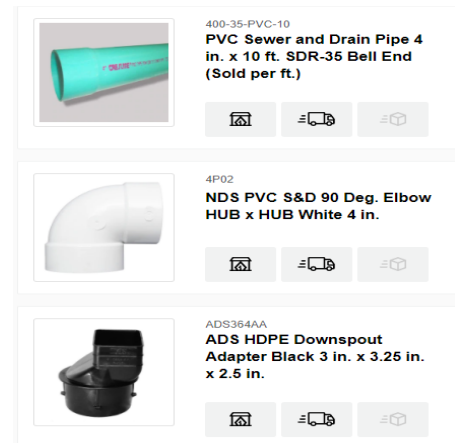 400-35-PVC-10
PVC Sewer and Drain Pipe 4
in. x 10 ft. SDR-35 Bell End
(Sold per ft.)
4P02
NDS PVC S&D 90 Deg. Elbow
HUB x HUB White 4 in.
ADS364AA
ADS HDPE Downspout
Adapter Black 3 in. x 3.25 in.
x 2.5 in.